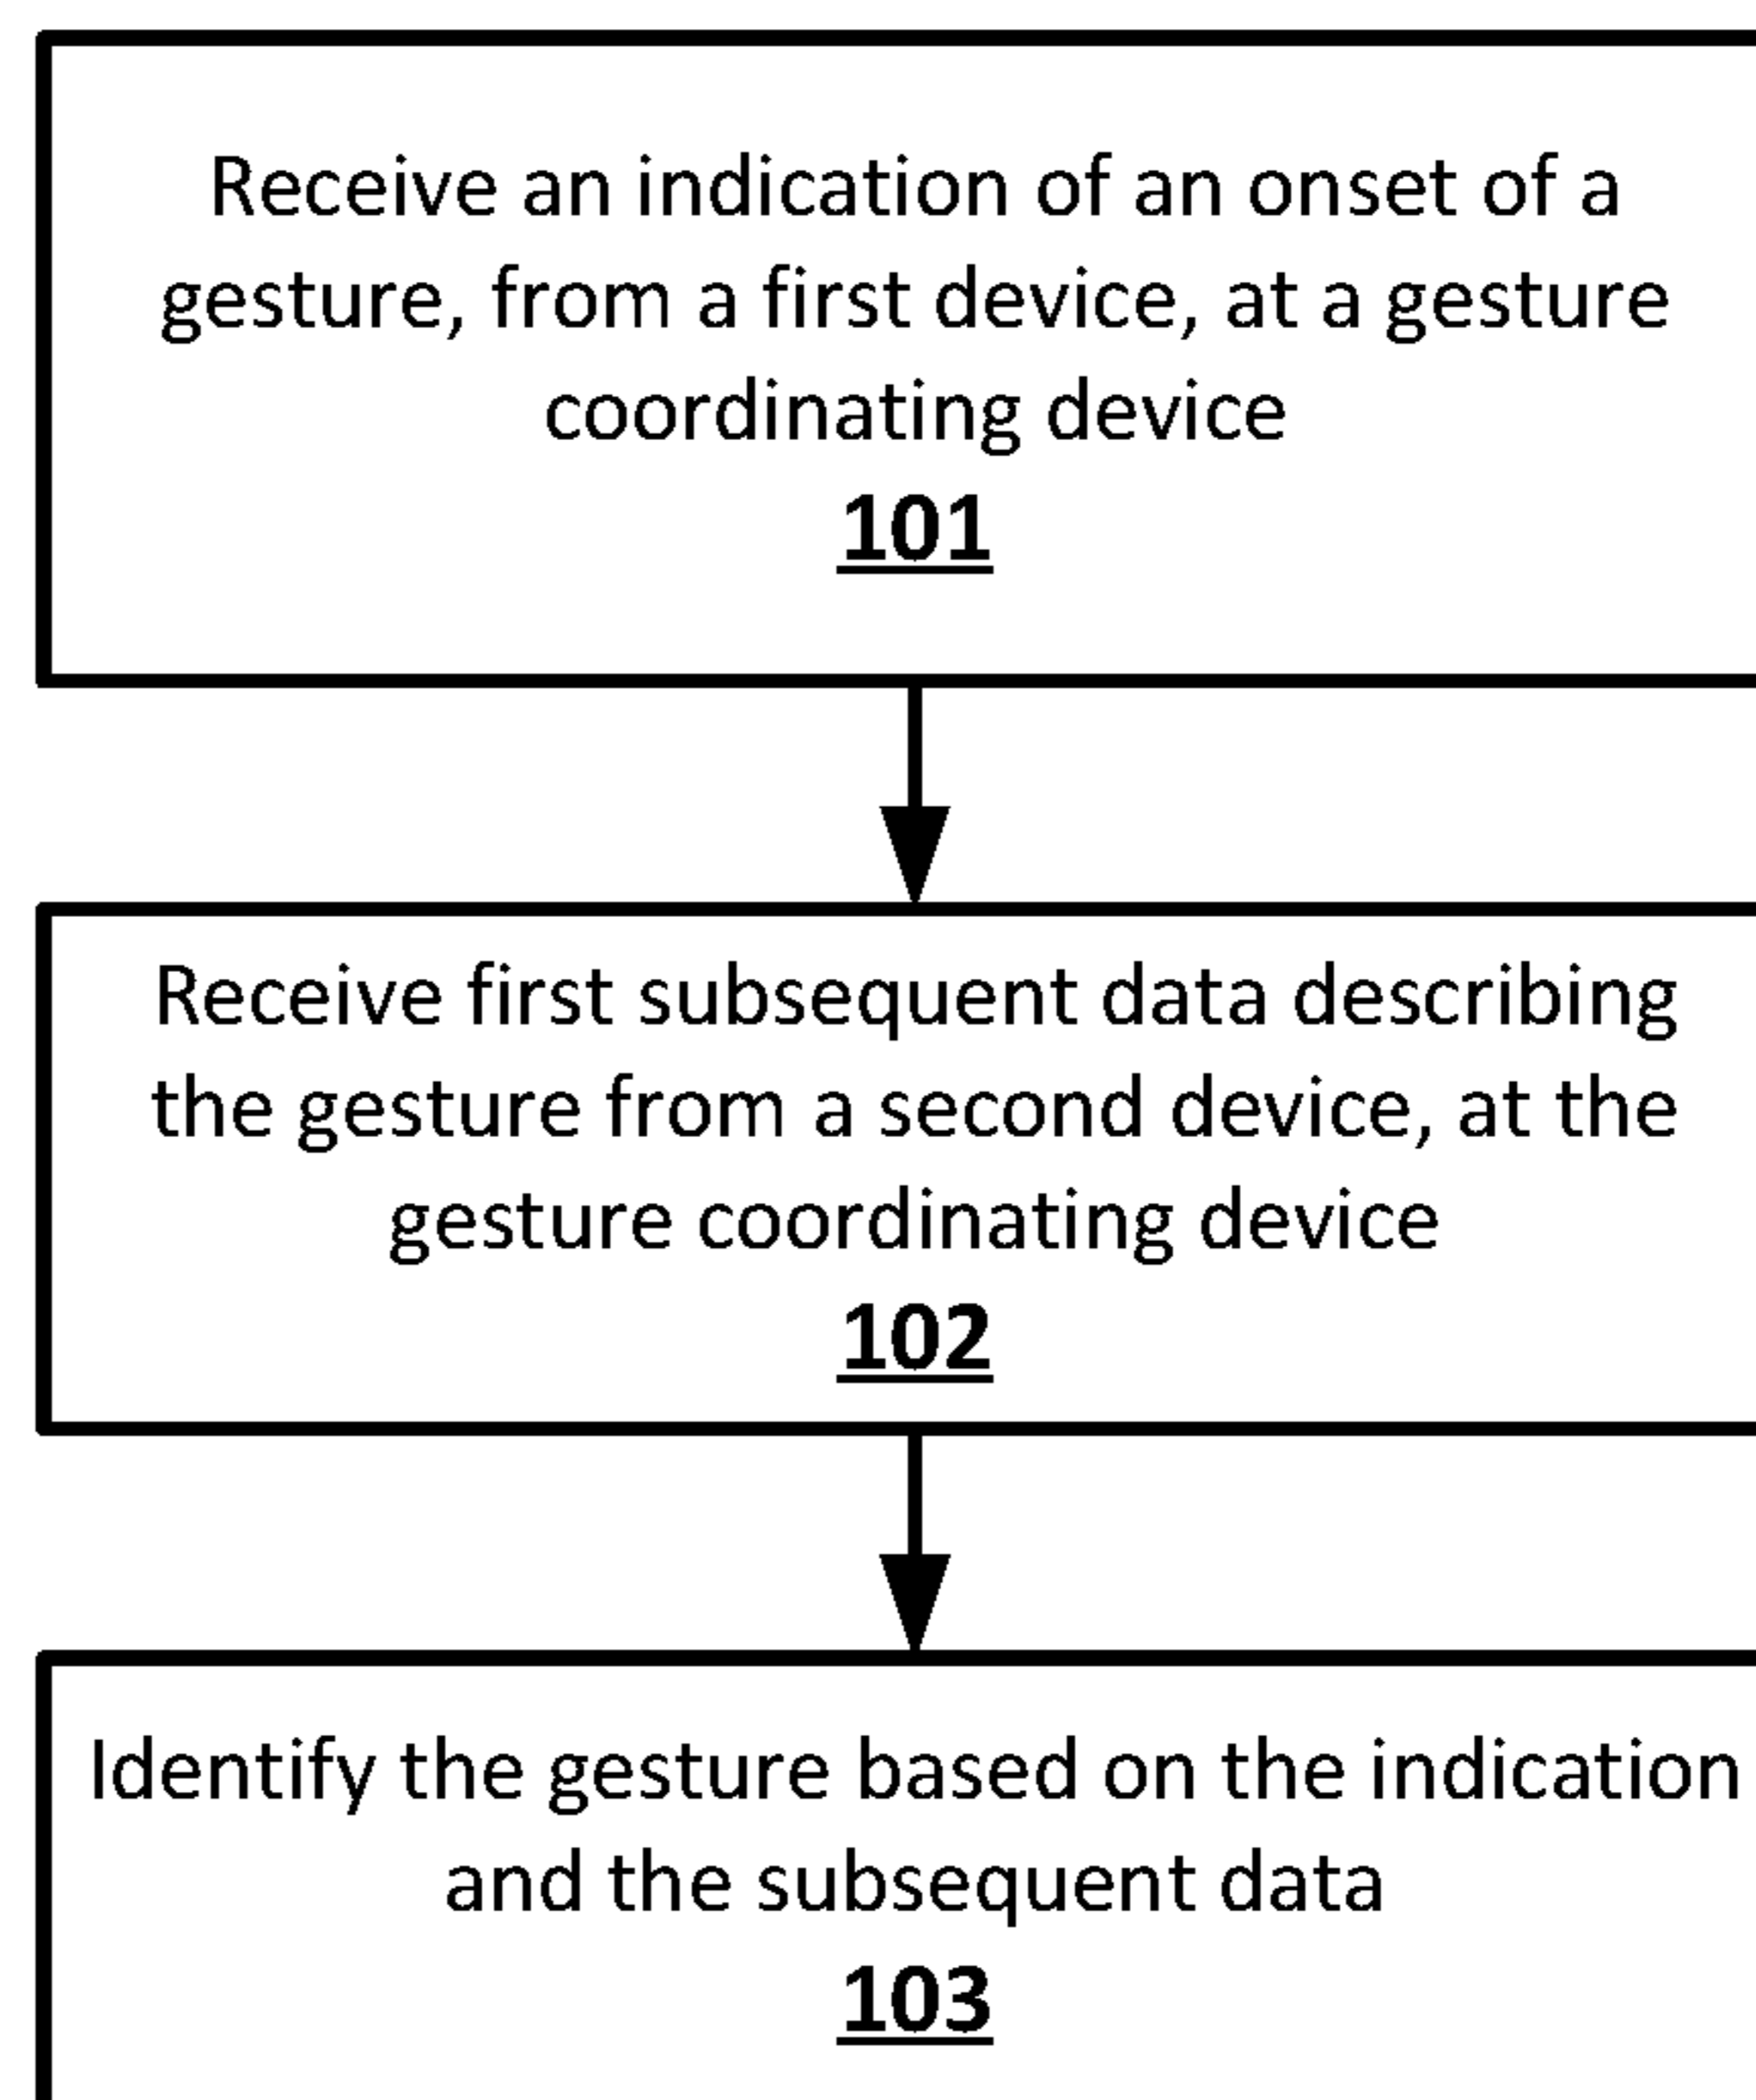 Receive an indication of an onset of a
gesture, from a first device, at a gesture
coordinating device
101
Receive first subsequent data describing
the gesture from a second device, at the
gesture coordinating device
102
Identify the gesture based on the indication
and the subsequent data
103